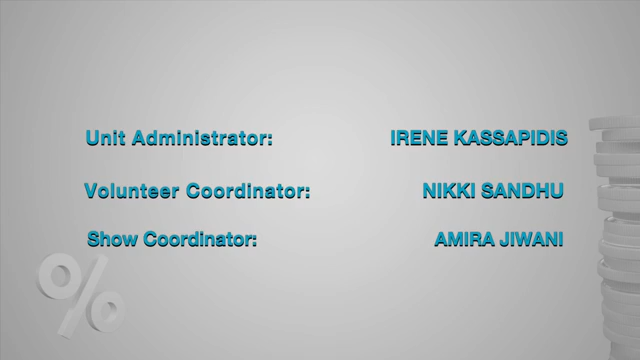 Unit Administrator: IRENE KASSAPIDIS
Volunteer Coordinator: NIKKI SANDHU
Show Coordinator: AMIRA JIWANI
%